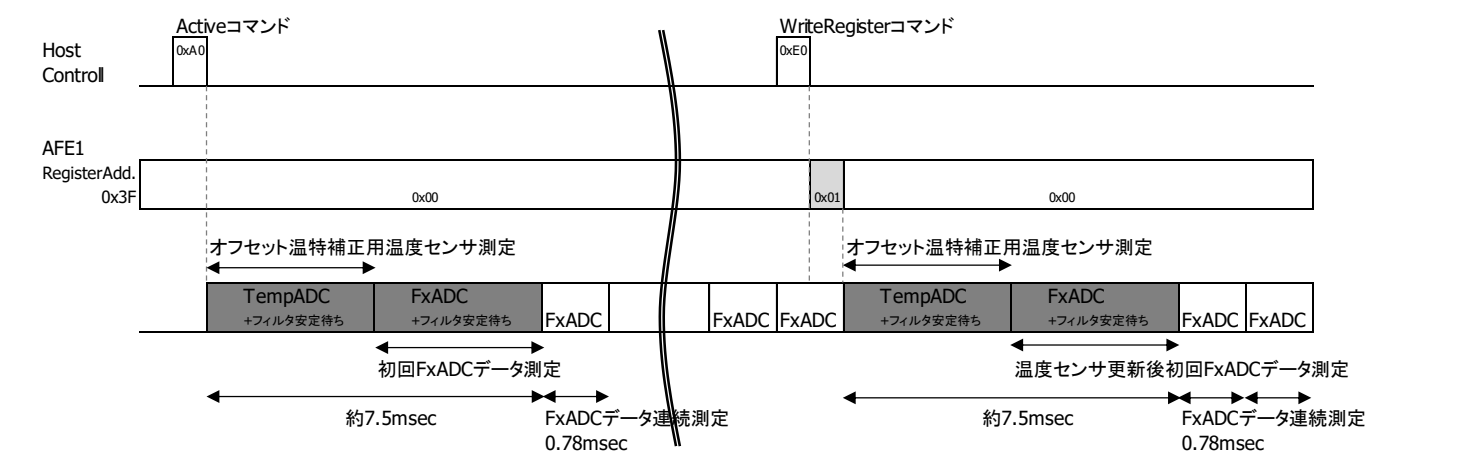 Activeコマンド
WriteRegisterコマンド
Host
Controll
0xA0
0xE0
AFE1
RegisterAdd.
0x3F
0x00
0x01
0x00
オフセット温特補正用温度センサ測定
オフセット温特補正用温度センサ測定
TempADC
+フィルタ安定待ち
FxADC
+フィルタ安定待ち
FxADC
FxADC
FxADC
TempADC
+フィルタ安定待ち
FxADC
+フィルタ安定待ち
FxADC
FxADC
初回FxADCデータ測定
温度センサ更新後初回FxADCデータ測定
約7.5msec
FxADCデータ連続測定
0.78msec
約7.5msec
FxADCデータ連続測定
0.78msec